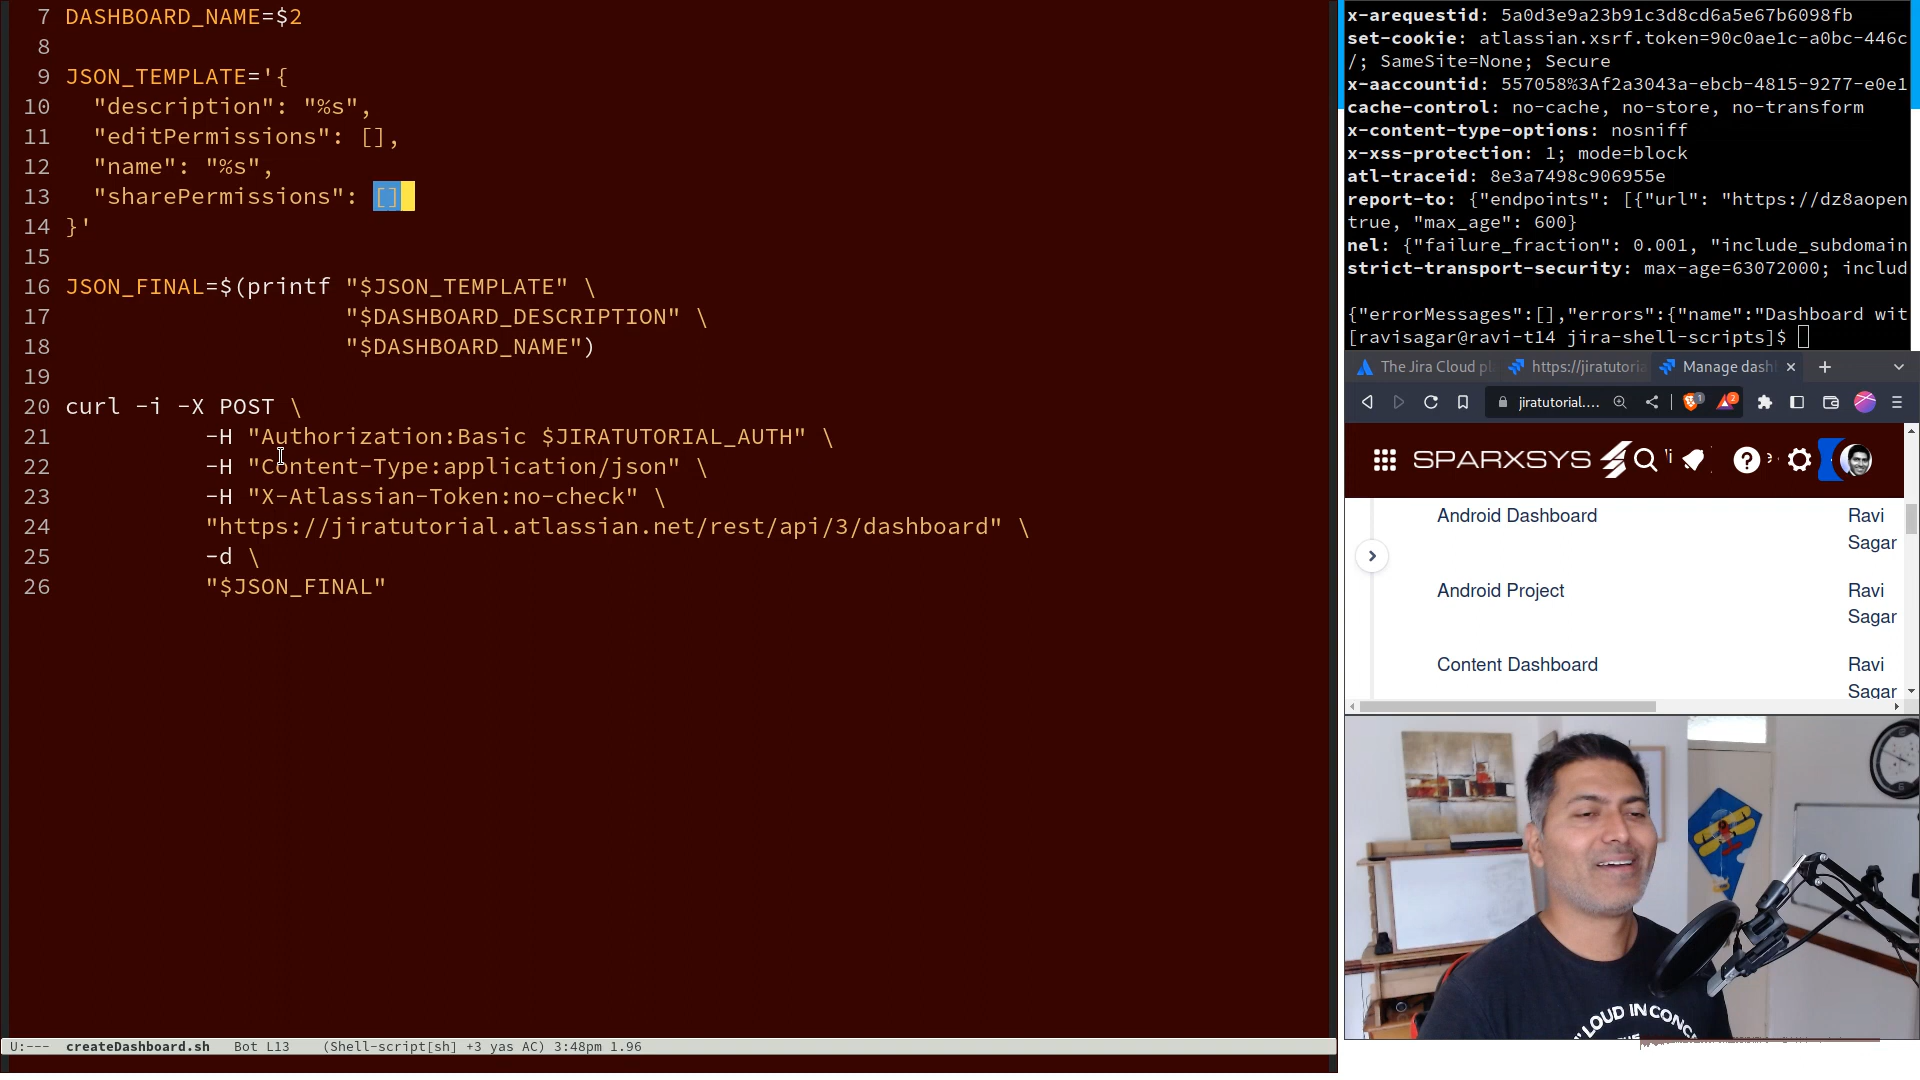 7 DASHBOARD_NAME=$2
8
9 JSON_TEMPLATE='{
10 "description": "%s",
11 "editPermissions": [],
12 "name": "%s",
13 "sharePermissions": []
14 }'
15
16 JSON_FINAL=$(printf "$JSON_TEMPLATE" \
17 "$DASHBOARD_DESCRIPTION" \
18 "$DASHBOARD_NAME")
19
20 curl -i -X POST \
21 -H "Authorization:Basic $JIRATUTORIAL_AUTH" \
22 -H "Content-Type:application/json" \
23 -H "X-Atlassian-Token:no-check" \
24 "https://jiratutorial.atlassian.net/rest/api/3/dashboard" \
25 -d \
26 "$JSON_FINAL"
U:--- createDashboard.sh Bot L13 (Shell-script[sh] +3 yas AC) 3:48pm 1.96
x-arequestid: 5a0d3e9a23b91c3d8cd6a5e67b6098fb
set-cookie: atlassian.xsrf.token=90c0ae1c-a0bc-446c
/; SameSite=None; Secure
x-aaccountid: 557058%3Af2a3043a-ebcb-4815-9277-e0e1
cache-control: no-cache, no-store, no-transform
x-content-type-options: nosniff
x-xss-protection: 1; mode=block
atl-traceid: 8e3a7498c906955e
report-to: {"endpoints": [{"url": "https://dz8aopen
true, "max_age": 600}
nel: {"failure_fraction": 0.001, "include_subdomain
strict-transport-security: max-age=63072000; includ
{"errorMessages":[],"errors":{"name":"Dashboard wit
[ravisagar@ravi-t14 jira-shell-scripts]$
The Jira Cloud pl https://jiratutoria Manage dash
jiratutorial.... 1 2
SPARXSYS
Android Dashboard Ravi
Sagar
Android Project Ravi
Sagar
Content Dashboard Ravi
Sagar
LOUD IN CONC